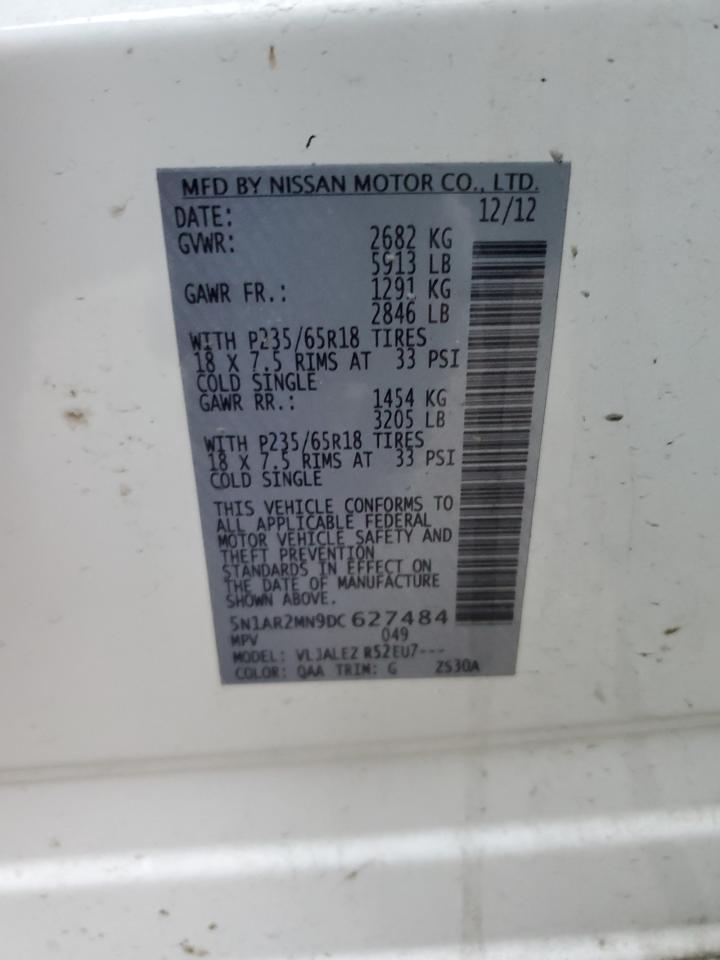 MFD BY NISSAN MOTOR CO., LTD.
DATE: 12/12
GVWR: 2682 KG
5913 LB
GAWR FR.: 1291 KG
2846 LB
WITH P235/65R18 TIRES
18 X 7.5 RIMS AT 33 PSI
COLD SINGLE
GAWR RR.: 1454 KG
3205 LB
WITH P235/65R18 TIRES
18 X 7.5 RIMS AT 33 PSI
COLD SINGLE
THIS VEHICLE CONFORMS TO
ALL APPLICABLE FEDERAL
MOTOR VEHICLE SAFETY AND
THEFT PREVENTION
STANDARDS IN EFFECT ON
THE DATE OF MANUFACTURE
SHOWN ABOVE.
5N1AR2MN9DC 627484
MPV 049
MODEL: VLJALEZ R52EU7---
COLOR: QAA TRIM: G ZS30A